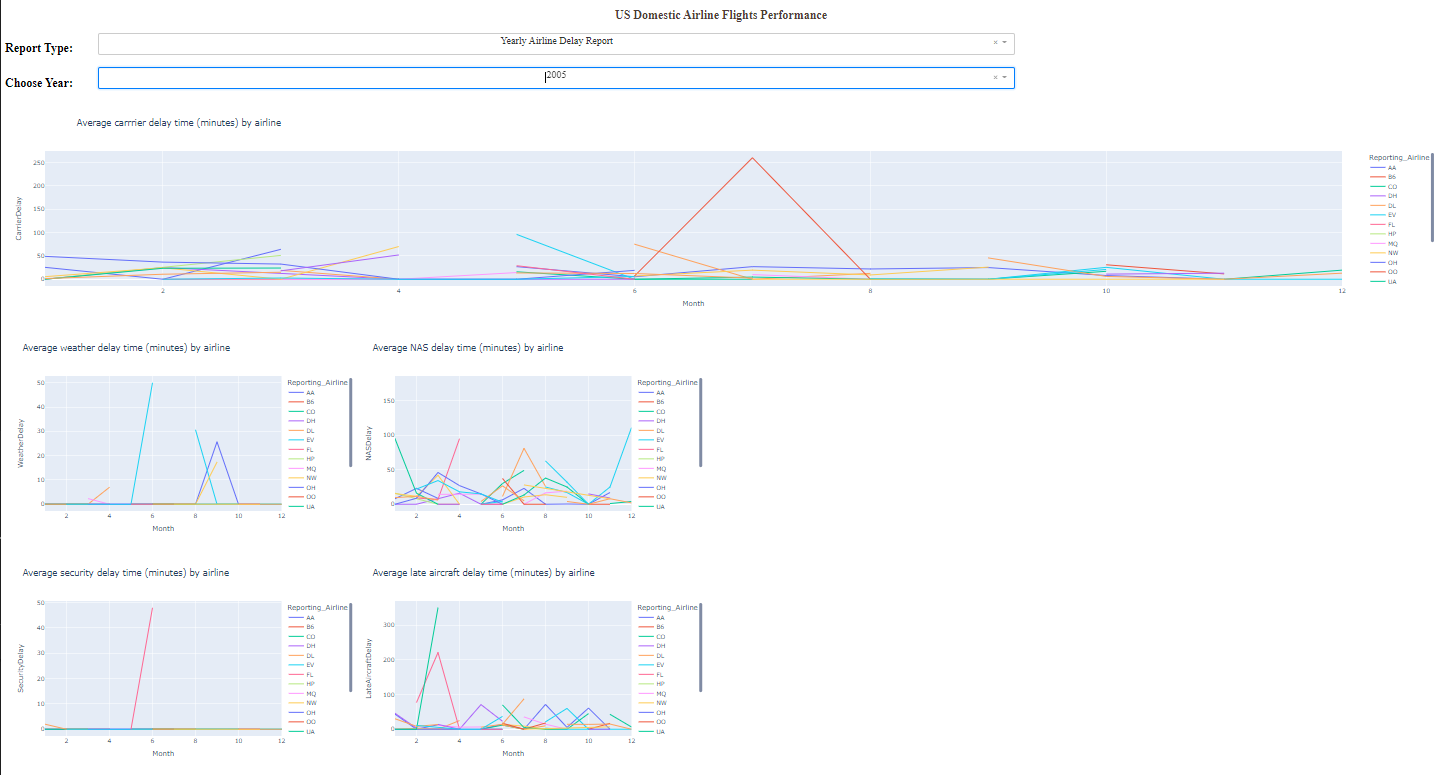 US Domestic Airline Flights Performance
Report Type:
Yearly Airline Delay Report
× 
Choose Year:
2005
×
Average carrrier delay time (minutes) by airline
CarrierDelay
250
200
150
100
50
0
2 4 6 8 10 12
Month
Reporting_Airline
AA
B6
CO
DH
DL
EV
FL
HP
MQ
NW
OH
OO
UA
Average weather delay time (minutes) by airline
WeatherDelay
50
40
30
20
10
0
2 4 6 8 10 12
Month
Reporting_Airline
AA
B6
CO
DH
DL
EV
FL
HP
MQ
NW
OH
OO
UA
Average NAS delay time (minutes) by airline
NASDelay
150
100
50
0
2 4 6 8 10 12
Month
Reporting_Airline
AA
B6
CO
DH
DL
EV
FL
HP
MQ
NW
OH
OO
UA
Average security delay time (minutes) by airline
SecurityDelay
50
40
30
20
10
0
2 4 6 8 10 12
Month
Reporting_Airline
AA
B6
CO
DH
DL
EV
FL
HP
MQ
NW
OH
OO
UA
Average late aircraft delay time (minutes) by airline
LateAircraftDelay
300
200
100
0
2 4 6 8 10 12
Month
Reporting_Airline
AA
B6
CO
DH
DL
EV
FL
HP
MQ
NW
OH
OO
UA